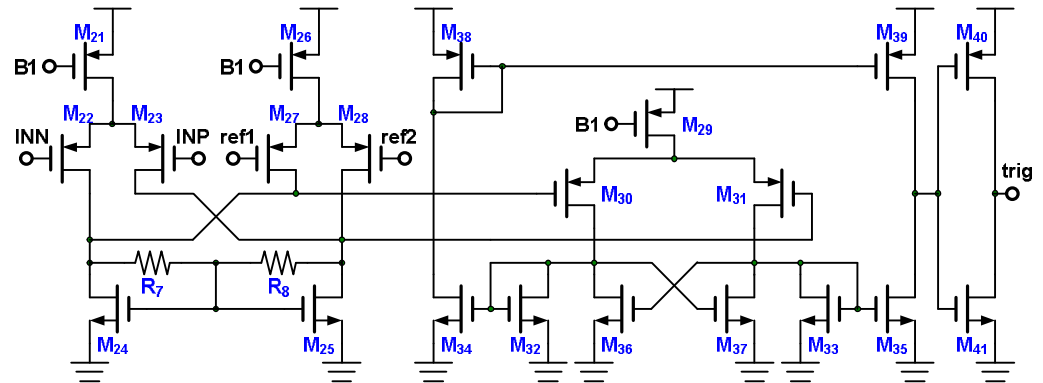 M21 M26 M38 M39 M40
B1 B1
M22 M23 M27 M28 B1 M29
INN INP ref1 ref2
M30 M31 trig
R7 R8
M24 M25 M34 M32 M36 M37 M33 M35 M41